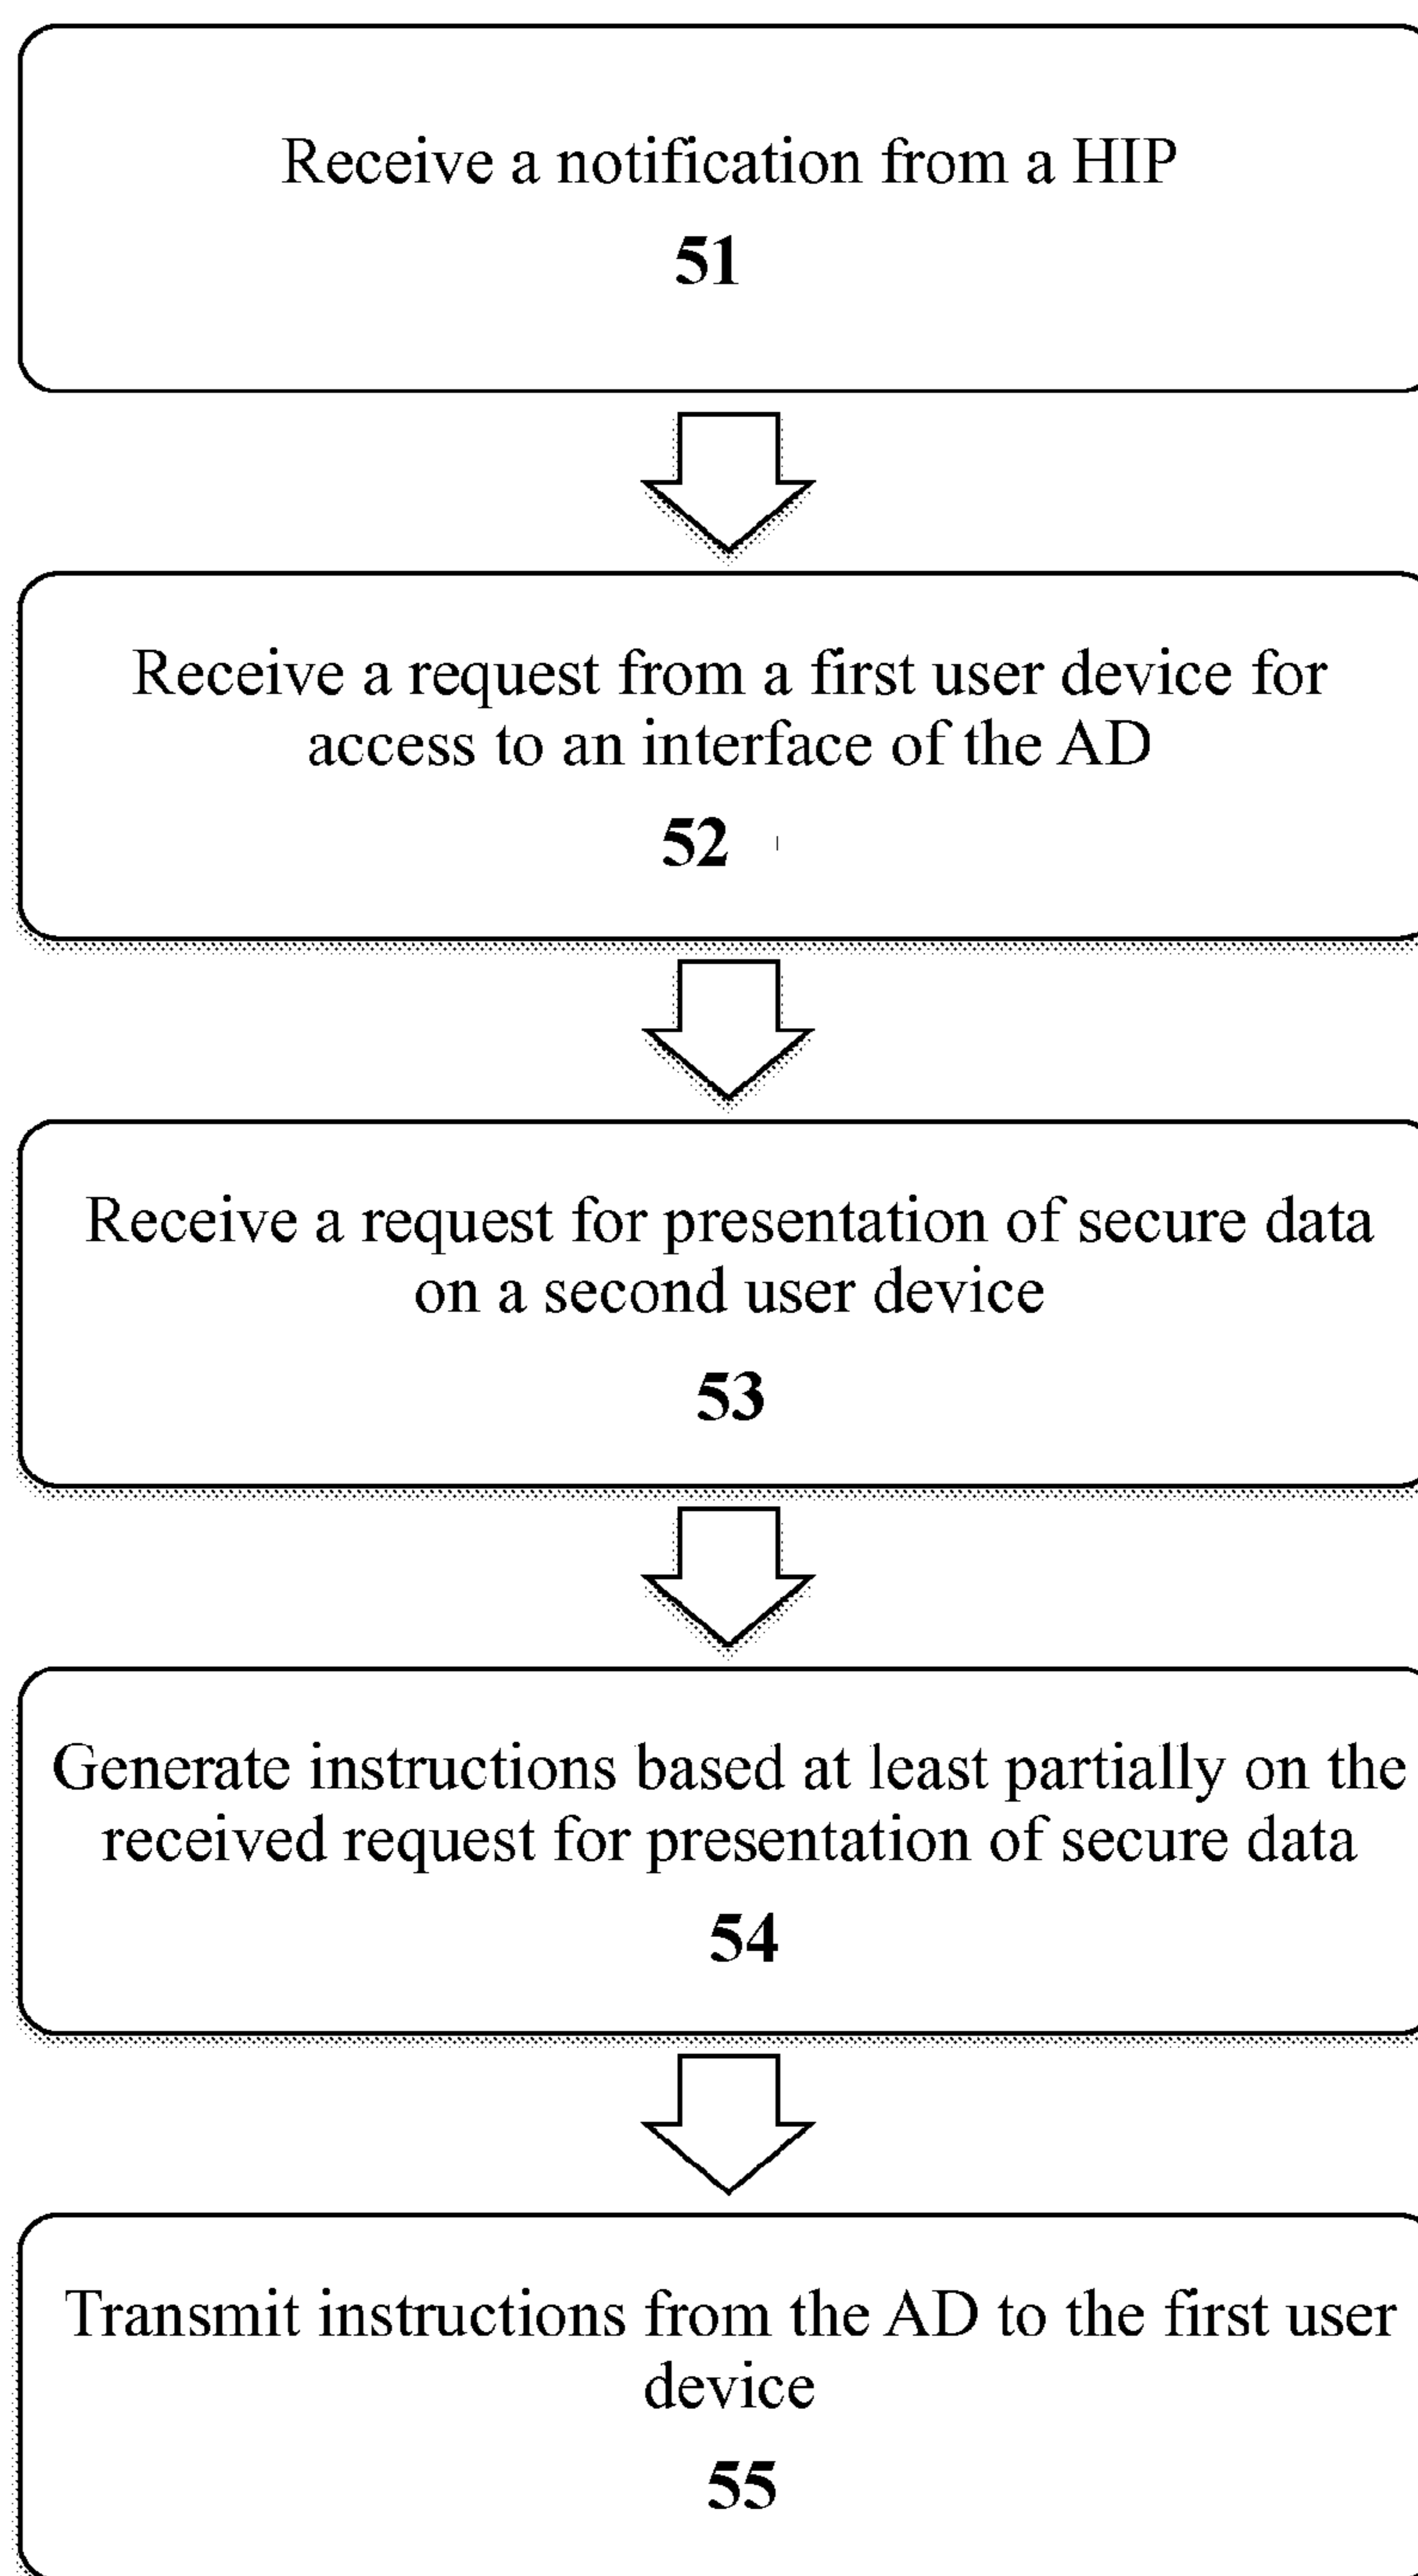 Receive a notification from a HIP
51
Receive a request from a first user device for
access to an interface of the AD
52
Receive a request for presentation of secure data
on a second user device
53
Generate instructions based at least partially on the
received request for presentation of secure data
54
Transmit instructions from the AD to the first user
device
55